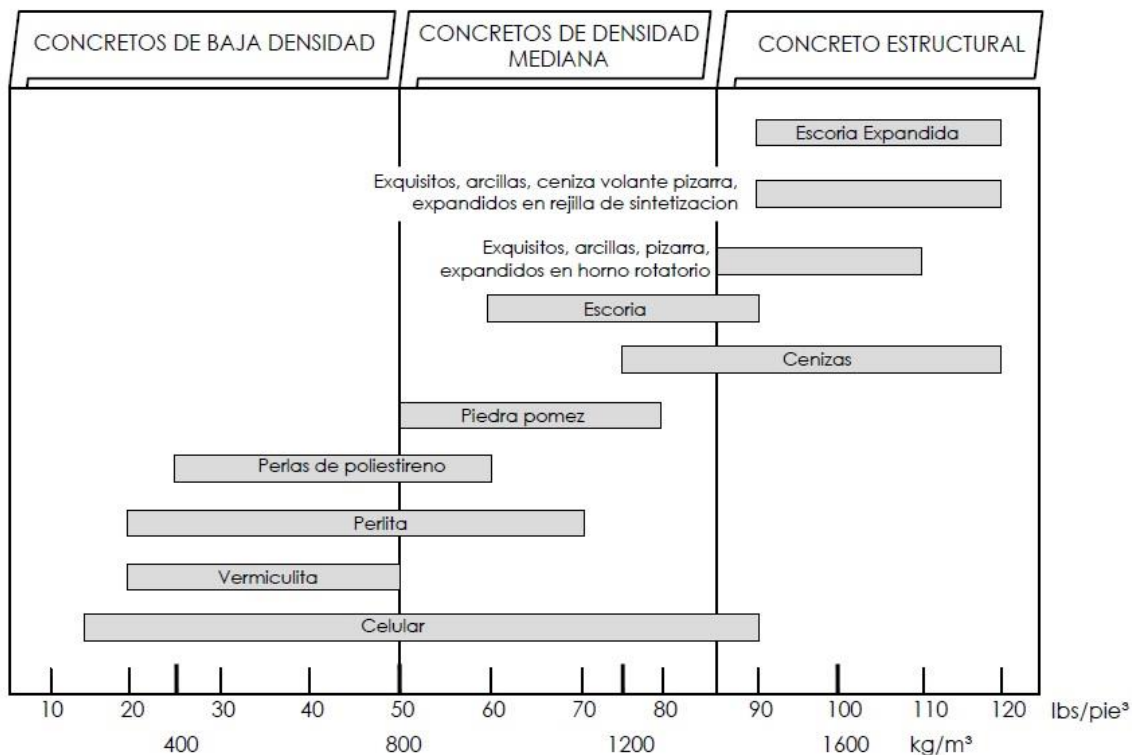 CONCRETOS DE BAJA DENSIDAD
CONCRETOS DE DENSIDAD
MEDIANA
CONCRETO ESTRUCTURAL
Escoria Expandida
Exquisitos, arcillas, ceniza volante pizarra,
expandidos en rejilla de sintetizacion
Exquisitos, arcillas, pizarra,
expandidos en horno rotatorio
Escoria
Cenizas
Piedra pomez
Perlas de poliestireno
Perlita
Vermiculita
Celular
10 20 30 40 50 60 70 80 90 100 110 120 lbs/pie³
400 800 1200 1600 kg/m³